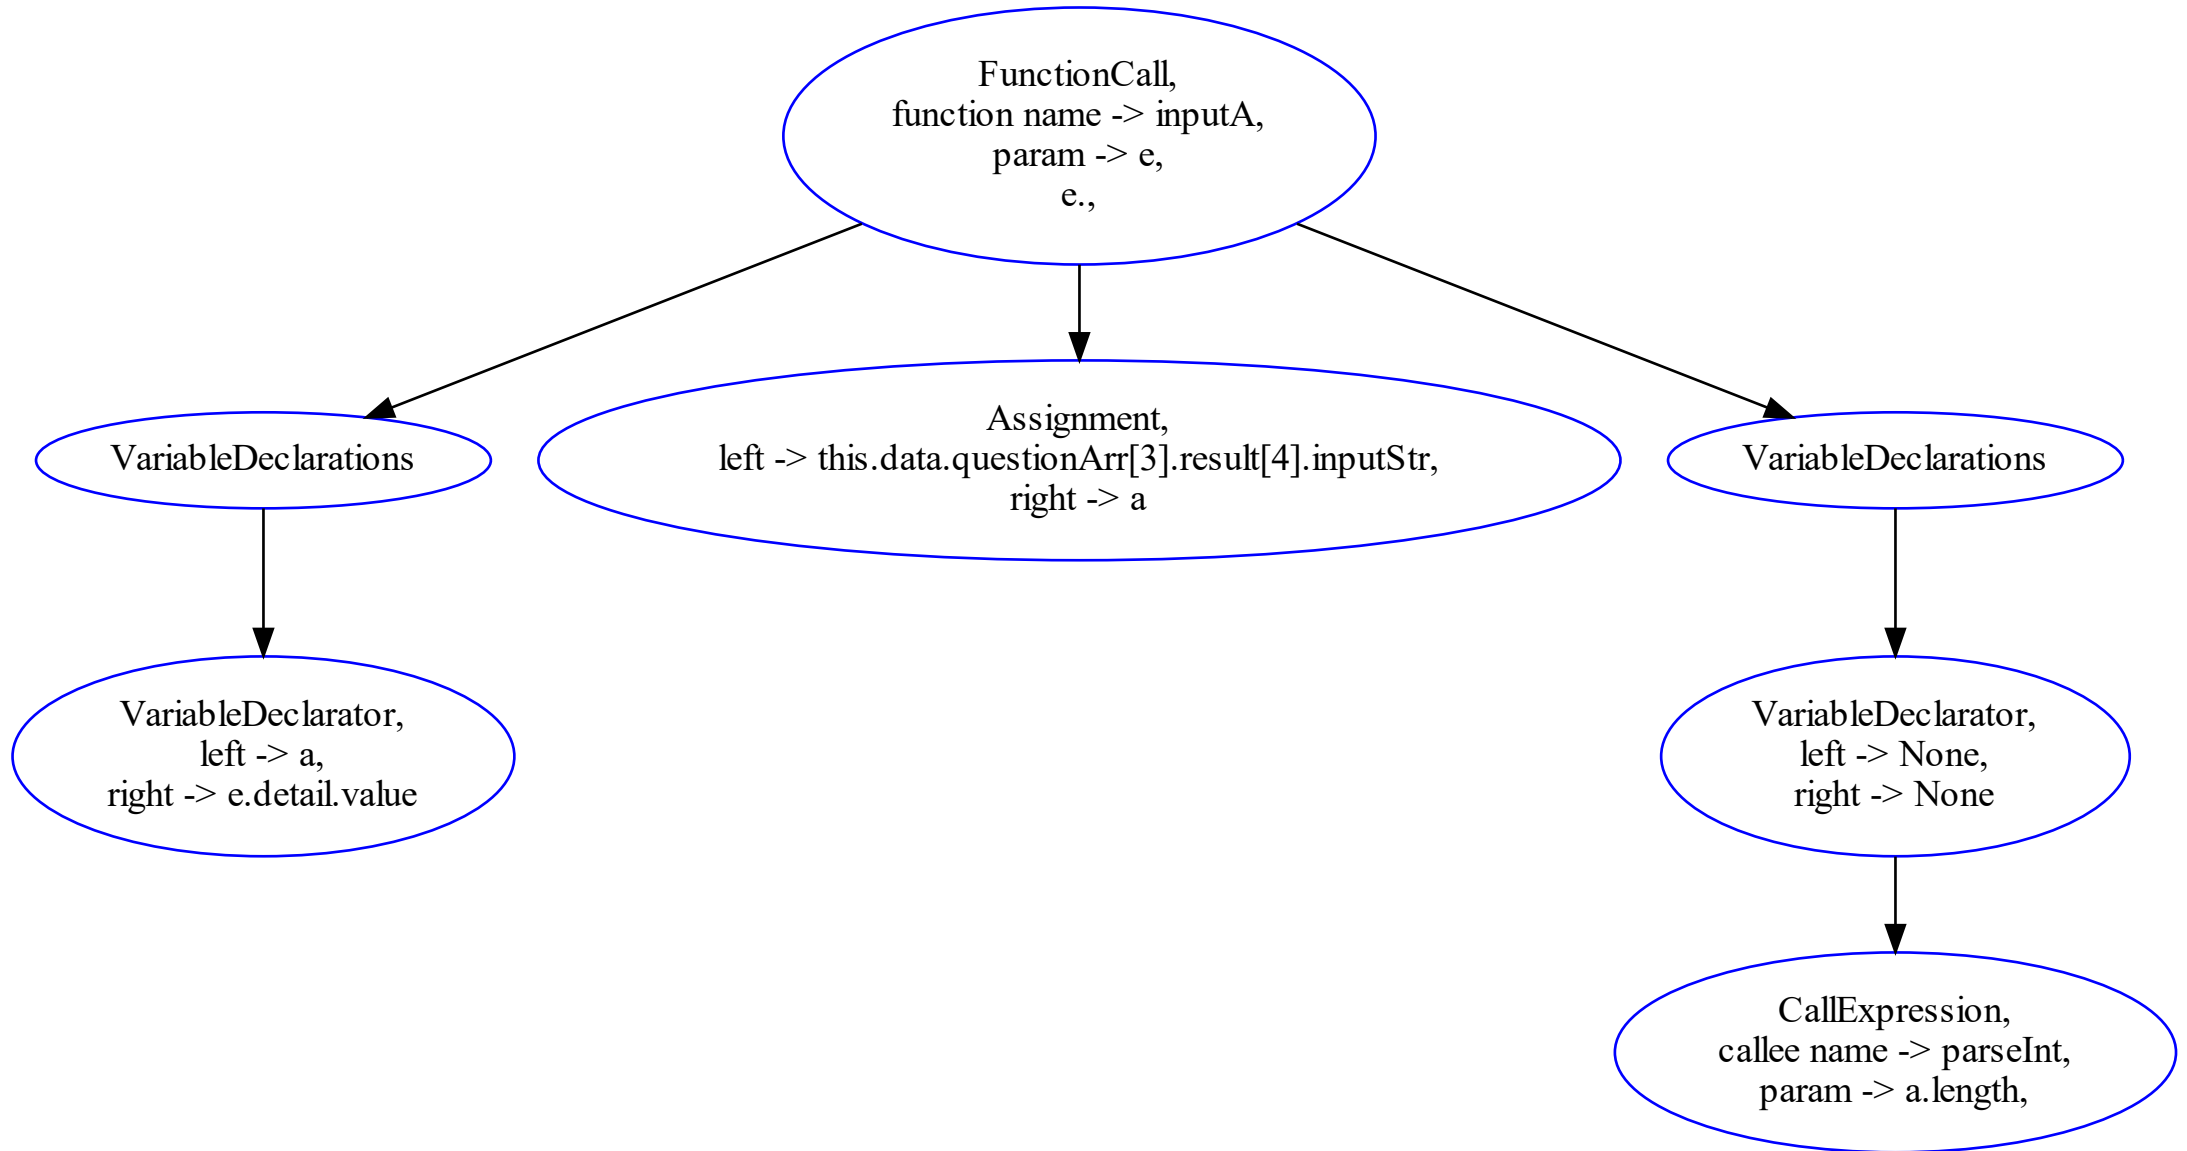 FunctionCall,
function name -> inputA,
param -> e,
e.,
VariableDeclarations
Assignment,
left -> this.data.questionArr[3].result[4].inputStr,
right -> a
VariableDeclarations
VariableDeclarator,
left -> a,
right -> e.detail.value
VariableDeclarator,
left -> None,
right -> None
CallExpression,
callee name -> parseInt,
param -> a.length,